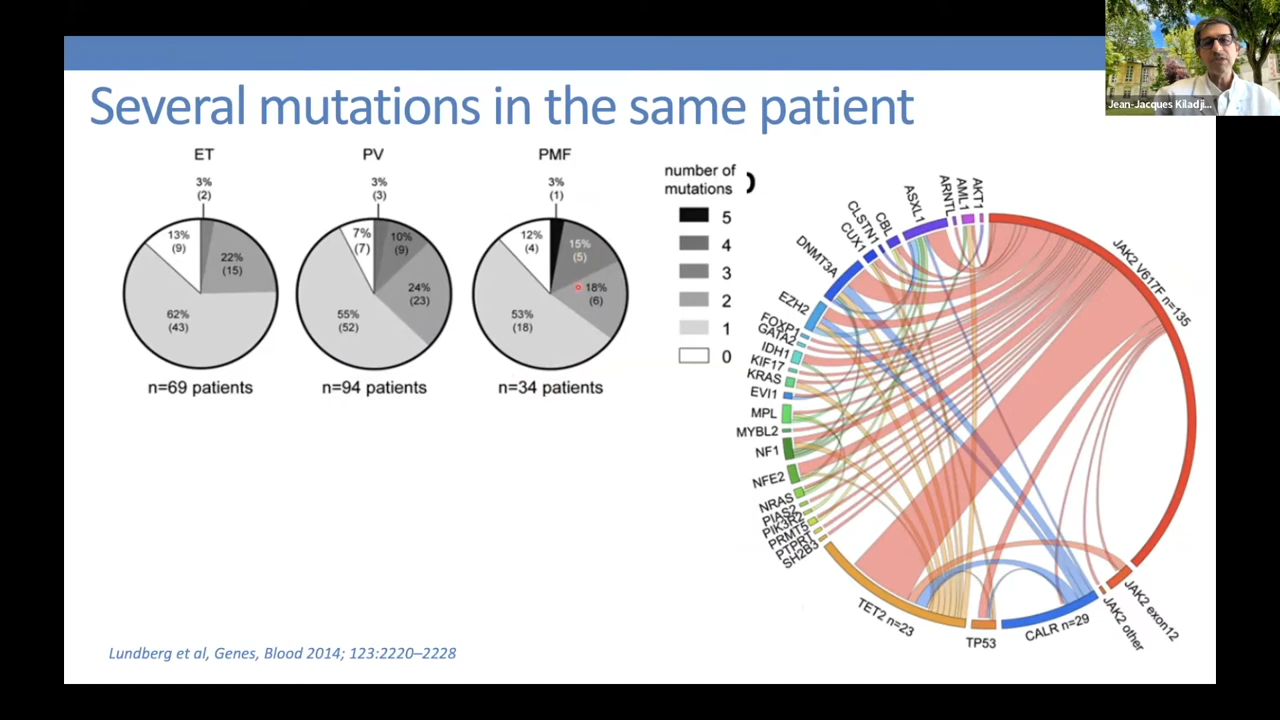 Jean-Jacques Kiladji...
Several mutations in the same patient
ET
3%
(2)
13%
(9)
22%
(15)
62%
(43)
n=69 patients
PV
3%
(3)
7%
(7)
10%
(9)
24%
(23)
55%
(52)
n=94 patients
PMF
3%
(1)
12%
(4)
15%
(5)
18%
(6)
53%
(18)
n=34 patients
number of
mutations
5
4
3
2
1
0
AKT1
AML1
ARNTL
ASXL1
CBL
CLSTN1
CUX1
DNMT3A
EZH2
FOXP1
GATA2
IDH1
KIF17
KRAS
EVI1
MPL
MYBL2
NF1
NFE2
NRAS
PIAS2
PIK3R2
PRMT5
PTPRT
SH2B3
TET2 n=23
TP53
CALR n=29
JAK2 other
JAK2 exon12
JAK2 V617F n=135
Lundberg et al, Genes, Blood 2014; 123:2220–2228